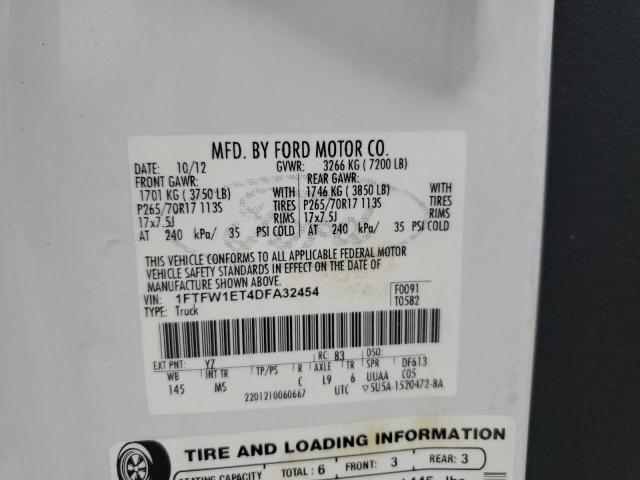 MFD. BY FORD MOTOR CO.
DATE: 10/12 GVWR: 3266 KG (7200 LB)
FRONT GAWR: REAR GAWR:
1701 KG (3750 LB) WITH 1746 KG (3850 LB) WITH
P265/70R17 113S TIRES P265/70R17 113S TIRES
17x7.5J RIMS 17x7.5J RIMS
AT 240 kPa/ 35 PSI COLD AT 240 kPa/ 35 PSI COLD
THIS VEHICLE CONFORMS TO ALL APPLICABLE FEDERAL MOTOR
VEHICLE SAFETY STANDARDS IN EFFECT ON THE DATE OF
MANUFACTURE SHOWN ABOVE.
VIN: 1FTFW1ET4DFA32454 F0091
TYPE: Truck T0582
EXT PNT: YZ RC: 83 DSO:
WB INT TR TP/PS R AXLE TR SPR DF613
145 MS C L9 6 UUAA C05
2201210060667 UTC ▽5U5A-1520472-BA
TIRE AND LOADING INFORMATION
SEATING CAPACITY TOTAL: 6 FRONT: 3 REAR: 3